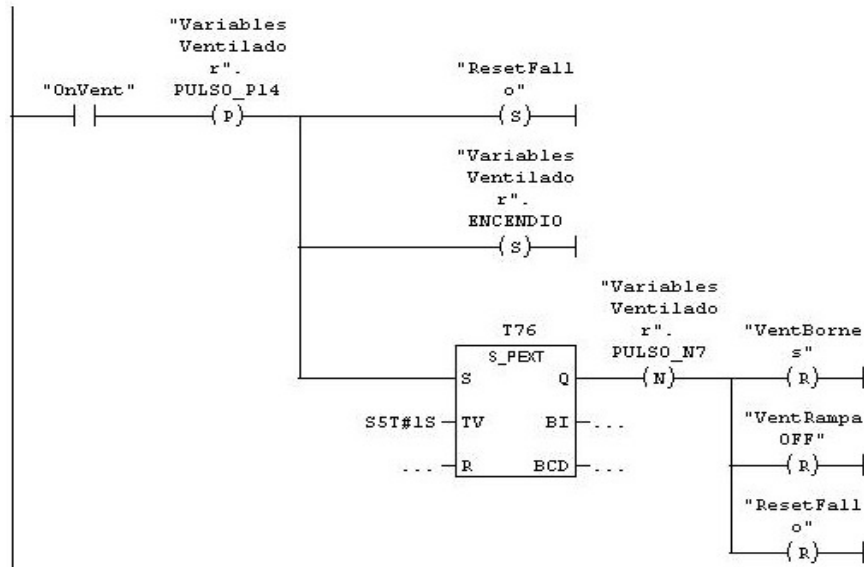 "Variables
Ventilado
r".
PULSO_P14
"OnVent"
( P )
"ResetFall
o"
( S )
"Variables
Ventilado
r".
ENCENDIO
( S )
T76
S_PEXT
S
Q
S5T#1S
TV
BI
...
...
R
BCD
...
"Variables
Ventilado
r".
PULSO_N7
( N )
"VentBorne
s"
( R )
"VentRampa
OFF"
( R )
"ResetFall
o"
( R )